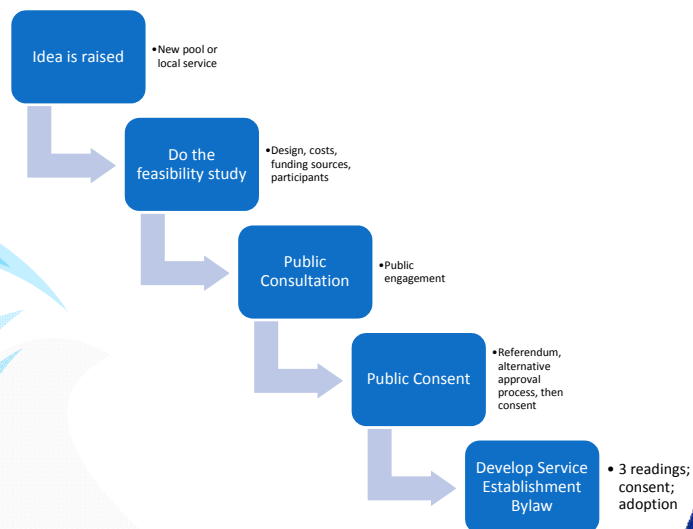 Idea is raised
•New pool or
local service
Do the
feasibility study
•Design, costs,
funding sources,
participants
Public
Consultation
•Public
engagement
Public Consent
•Referendum,
alternative
approval
process, then
consent
Develop Service
Establishment
Bylaw
• 3 readings;
consent;
adoption